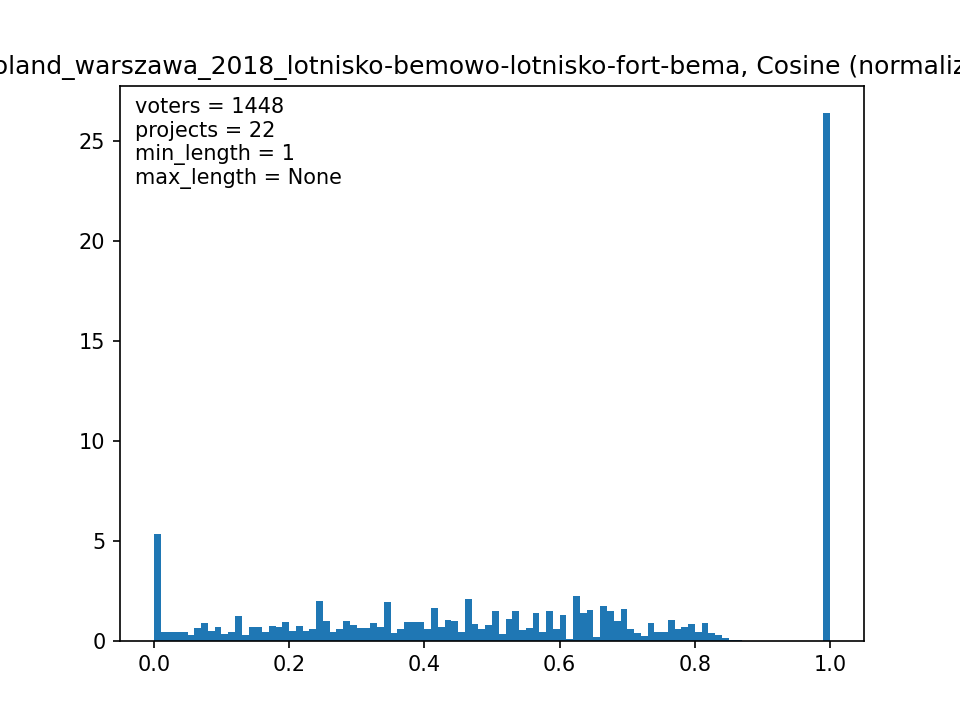 oland_warszawa_2018_lotnisko-bemowo-lotnisko-fort-bema, Cosine (normaliz
voters = 1448
projects = 22
min_length = 1
max_length = None
25
20
15
10
5
0
0.0 0.2 0.4 0.6 0.8 1.0